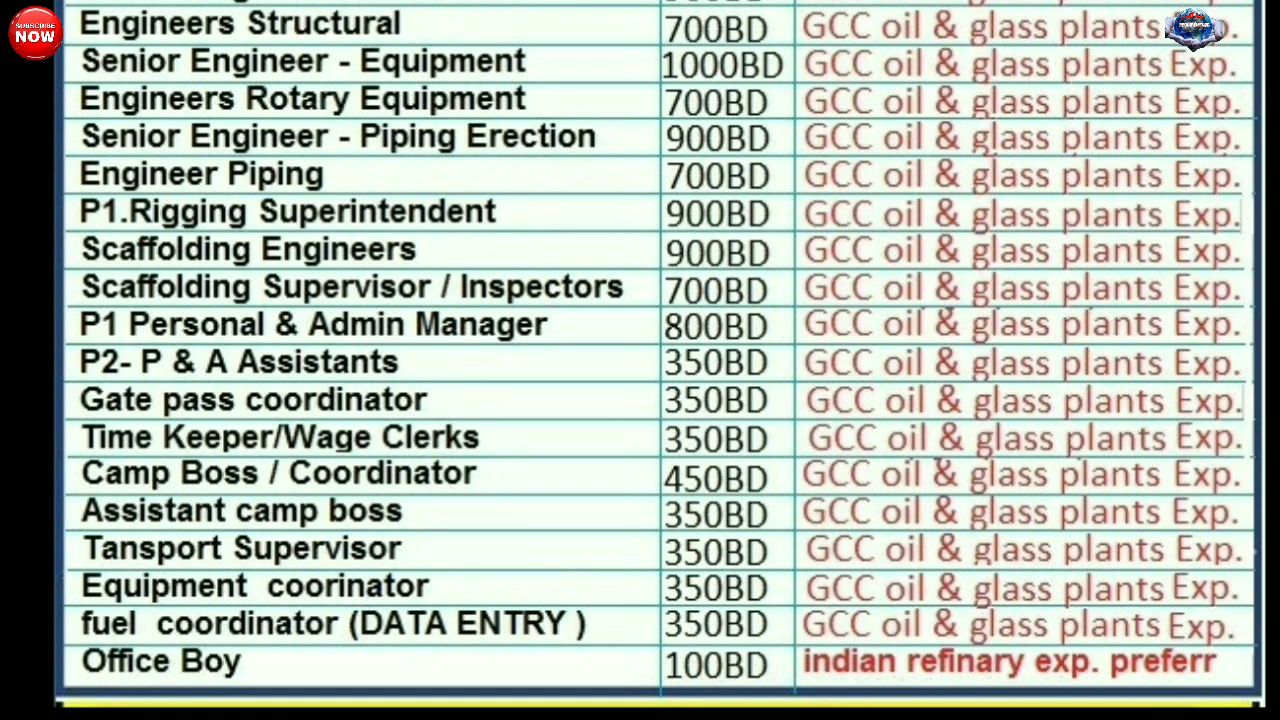 SUBSCRIBE
NOW
Engineers Structural 700BD GCC oil & glass plants
Senior Engineer - Equipment 1000BD GCC oil & glass plants Exp.
Engineers Rotary Equipment 700BD GCC oil & glass plants Exp.
Senior Engineer - Piping Erection 900BD GCC oil & glass plants Exp.
Engineer Piping 700BD GCC oil & glass plants Exp.
P1.Rigging Superintendent 900BD GCC oil & glass plants Exp.
Scaffolding Engineers 900BD GCC oil & glass plants Exp.
Scaffolding Supervisor / Inspectors 700BD GCC oil & glass plants Exp.
P1 Personal & Admin Manager 800BD GCC oil & glass plants Exp.
P2- P & A Assistants 350BD GCC oil & glass plants Exp.
Gate pass coordinator 350BD GCC oil & glass plants Exp.
Time Keeper/Wage Clerks 350BD GCC oil & glass plants Exp.
Camp Boss / Coordinator 450BD GCC oil & glass plants Exp.
Assistant camp boss 350BD GCC oil & glass plants Exp.
Tansport Supervisor 350BD GCC oil & glass plants Exp.
Equipment coorinator 350BD GCC oil & glass plants Exp.
fuel coordinator (DATA ENTRY ) 350BD GCC oil & glass plants Exp.
Office Boy 100BD indian refinary exp. preferr